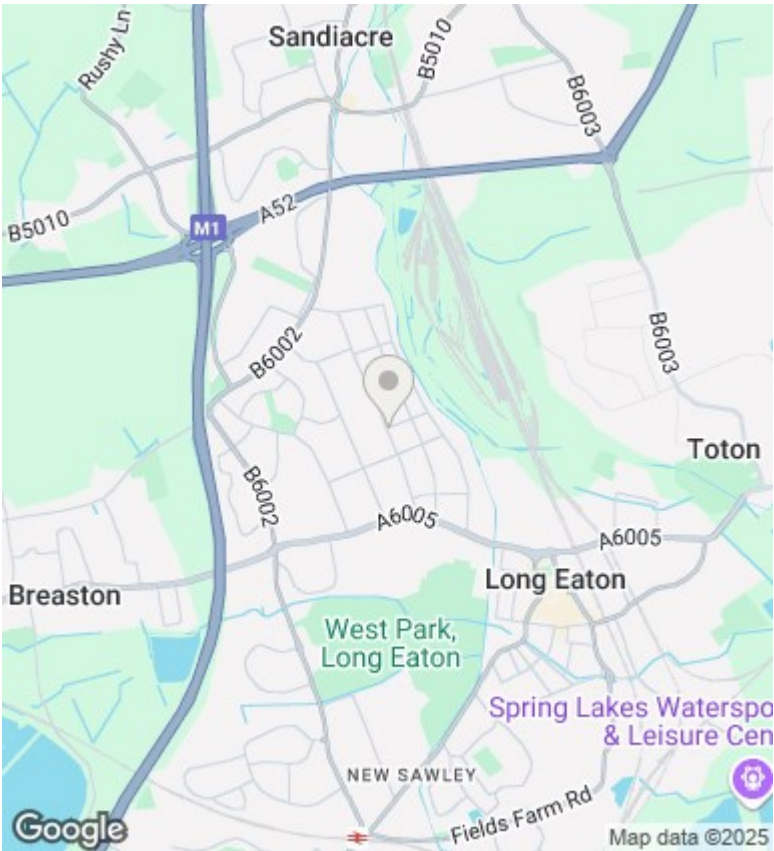 Sandiacre
Rushy Ln
B5010
B6003
B5010
A52
M1
B6002
B6003
Toton
B6002
A6005
A6005
Breaston
Long Eaton
West Park,
Long Eaton
Spring Lakes Waterspo
& Leisure Cen
NEW SAWLEY
Fields Farm Rd
Google
Map data ©2025